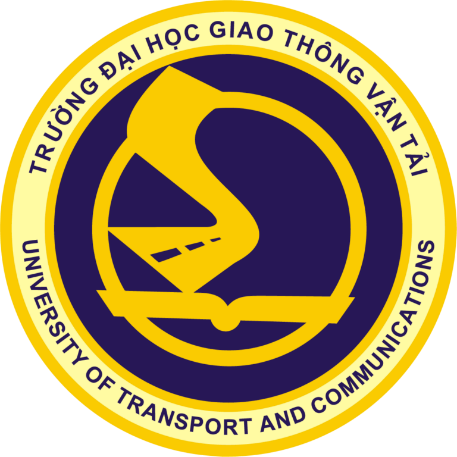 TRƯỜNG ĐẠI HỌC GIAO THÔNG VẬN TẢI
UNIVERSITY OF TRANSPORT AND COMMUNICATIONS